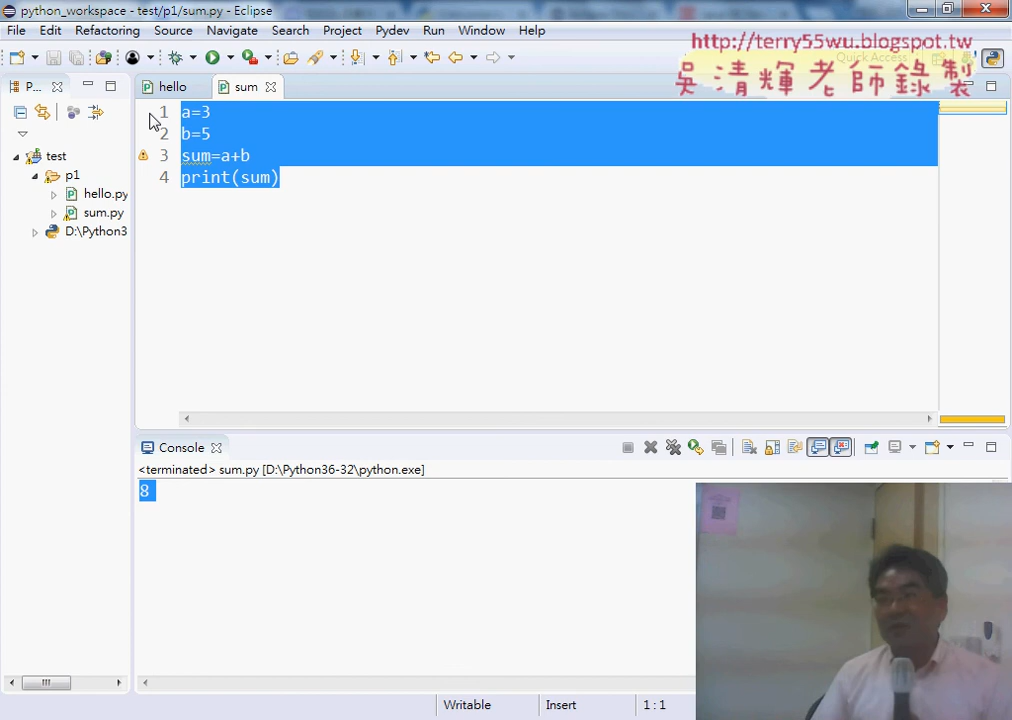 python_workspace - test/p1/sum.py - Eclipse
File Edit Refactoring Source Navigate Search Project Pydev Run Window Help
http://terry55wu.blogspot.tw
Quick Access
吳清輝老師錄製
P...
hello
sum
1 a=3
2 b=5
3 sum=a+b
4 print(sum)
test
p1
hello.py
sum.py
D:\Python3
Console
<terminated> sum.py [D:\Python36-32\python.exe]
8
Writable
Insert
1 : 1